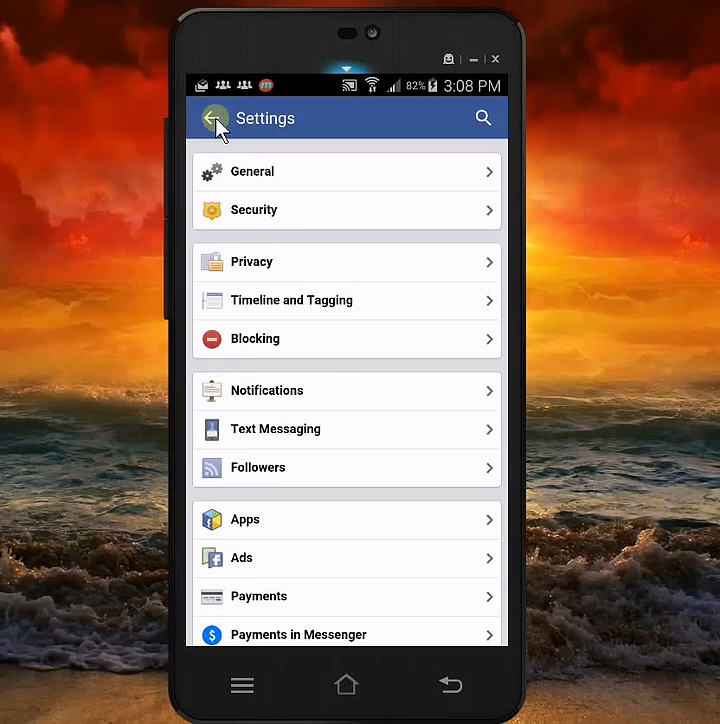 82% 3:08 PM
Settings
General
Security
Privacy
Timeline and Tagging
Blocking
Notifications
Text Messaging
Followers
Apps
Ads
Payments
Payments in Messenger